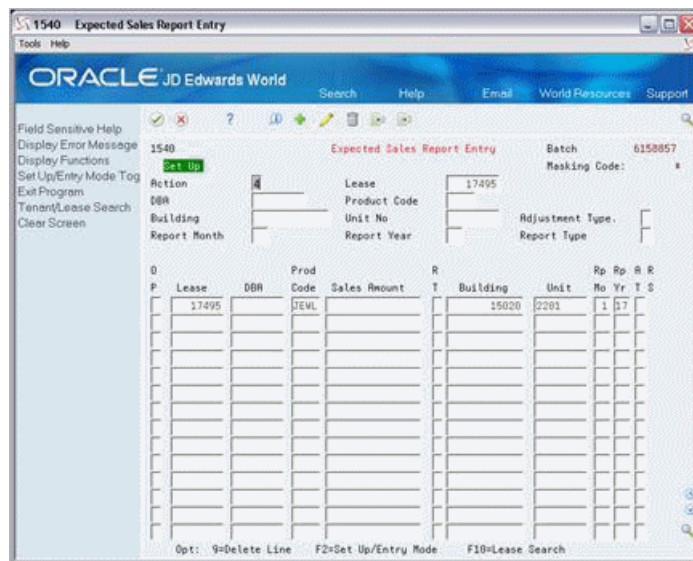 1540 Expected Sales Report Entry
Tools Help
ORACLE JD Edwards World
Search Help Email World Resources Support
Field Sensitive Help
Display Error Message
Display Functions
Set Up/Entry Mode Tog
Exit Program
Tenant/Lease Search
Clear Screen
1540 Expected Sales Report Entry Batch 6158857
Set Up Masking Code: *
Action 4 Lease 17495
DBA Product Code
Building Unit No Adjustment Type.
Report Month Report Year Report Type
O Prod R Rp Rp A R
P Lease DBA Code Sales Amount T Building Unit Mo Yr T S
17495 JEWL 15020 2201 1 17
Opt: 9=Delete Line F2=Set Up/Entry Mode F10=Lease Search